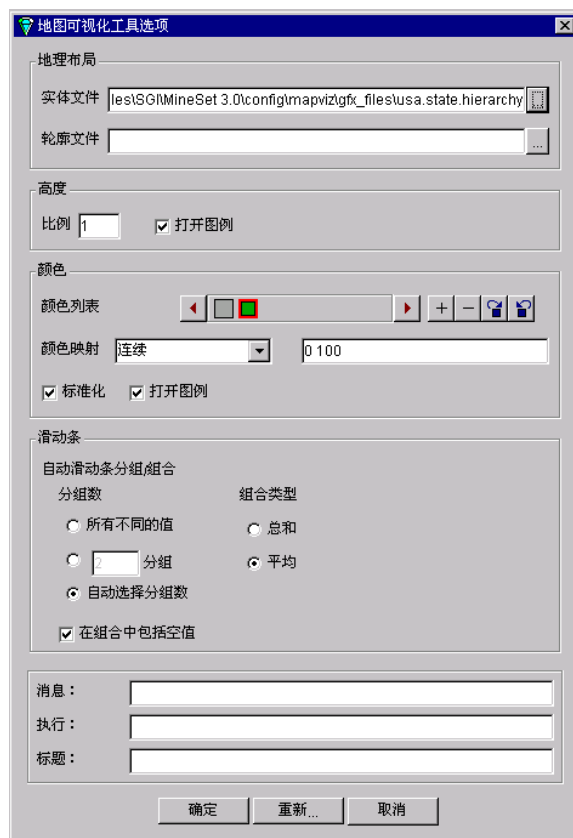 地图可视化工具选项
地理布局
实体文件 les\SGI\MineSet 3.0\config\mapviz\gfx_files\usa.state.hierarchy
轮廓文件 ...
高度
比例 1 打开图例
颜色
颜色列表 + −
颜色映射 连续 0 100
标准化 打开图例
滑动条
自动滑动条分组/组合
分组数 组合类型
所有不同的值 总和
2 分组 平均
自动选择分组数
在组合中包括空值
消息：
执行：
标题：
确定 重新... 取消